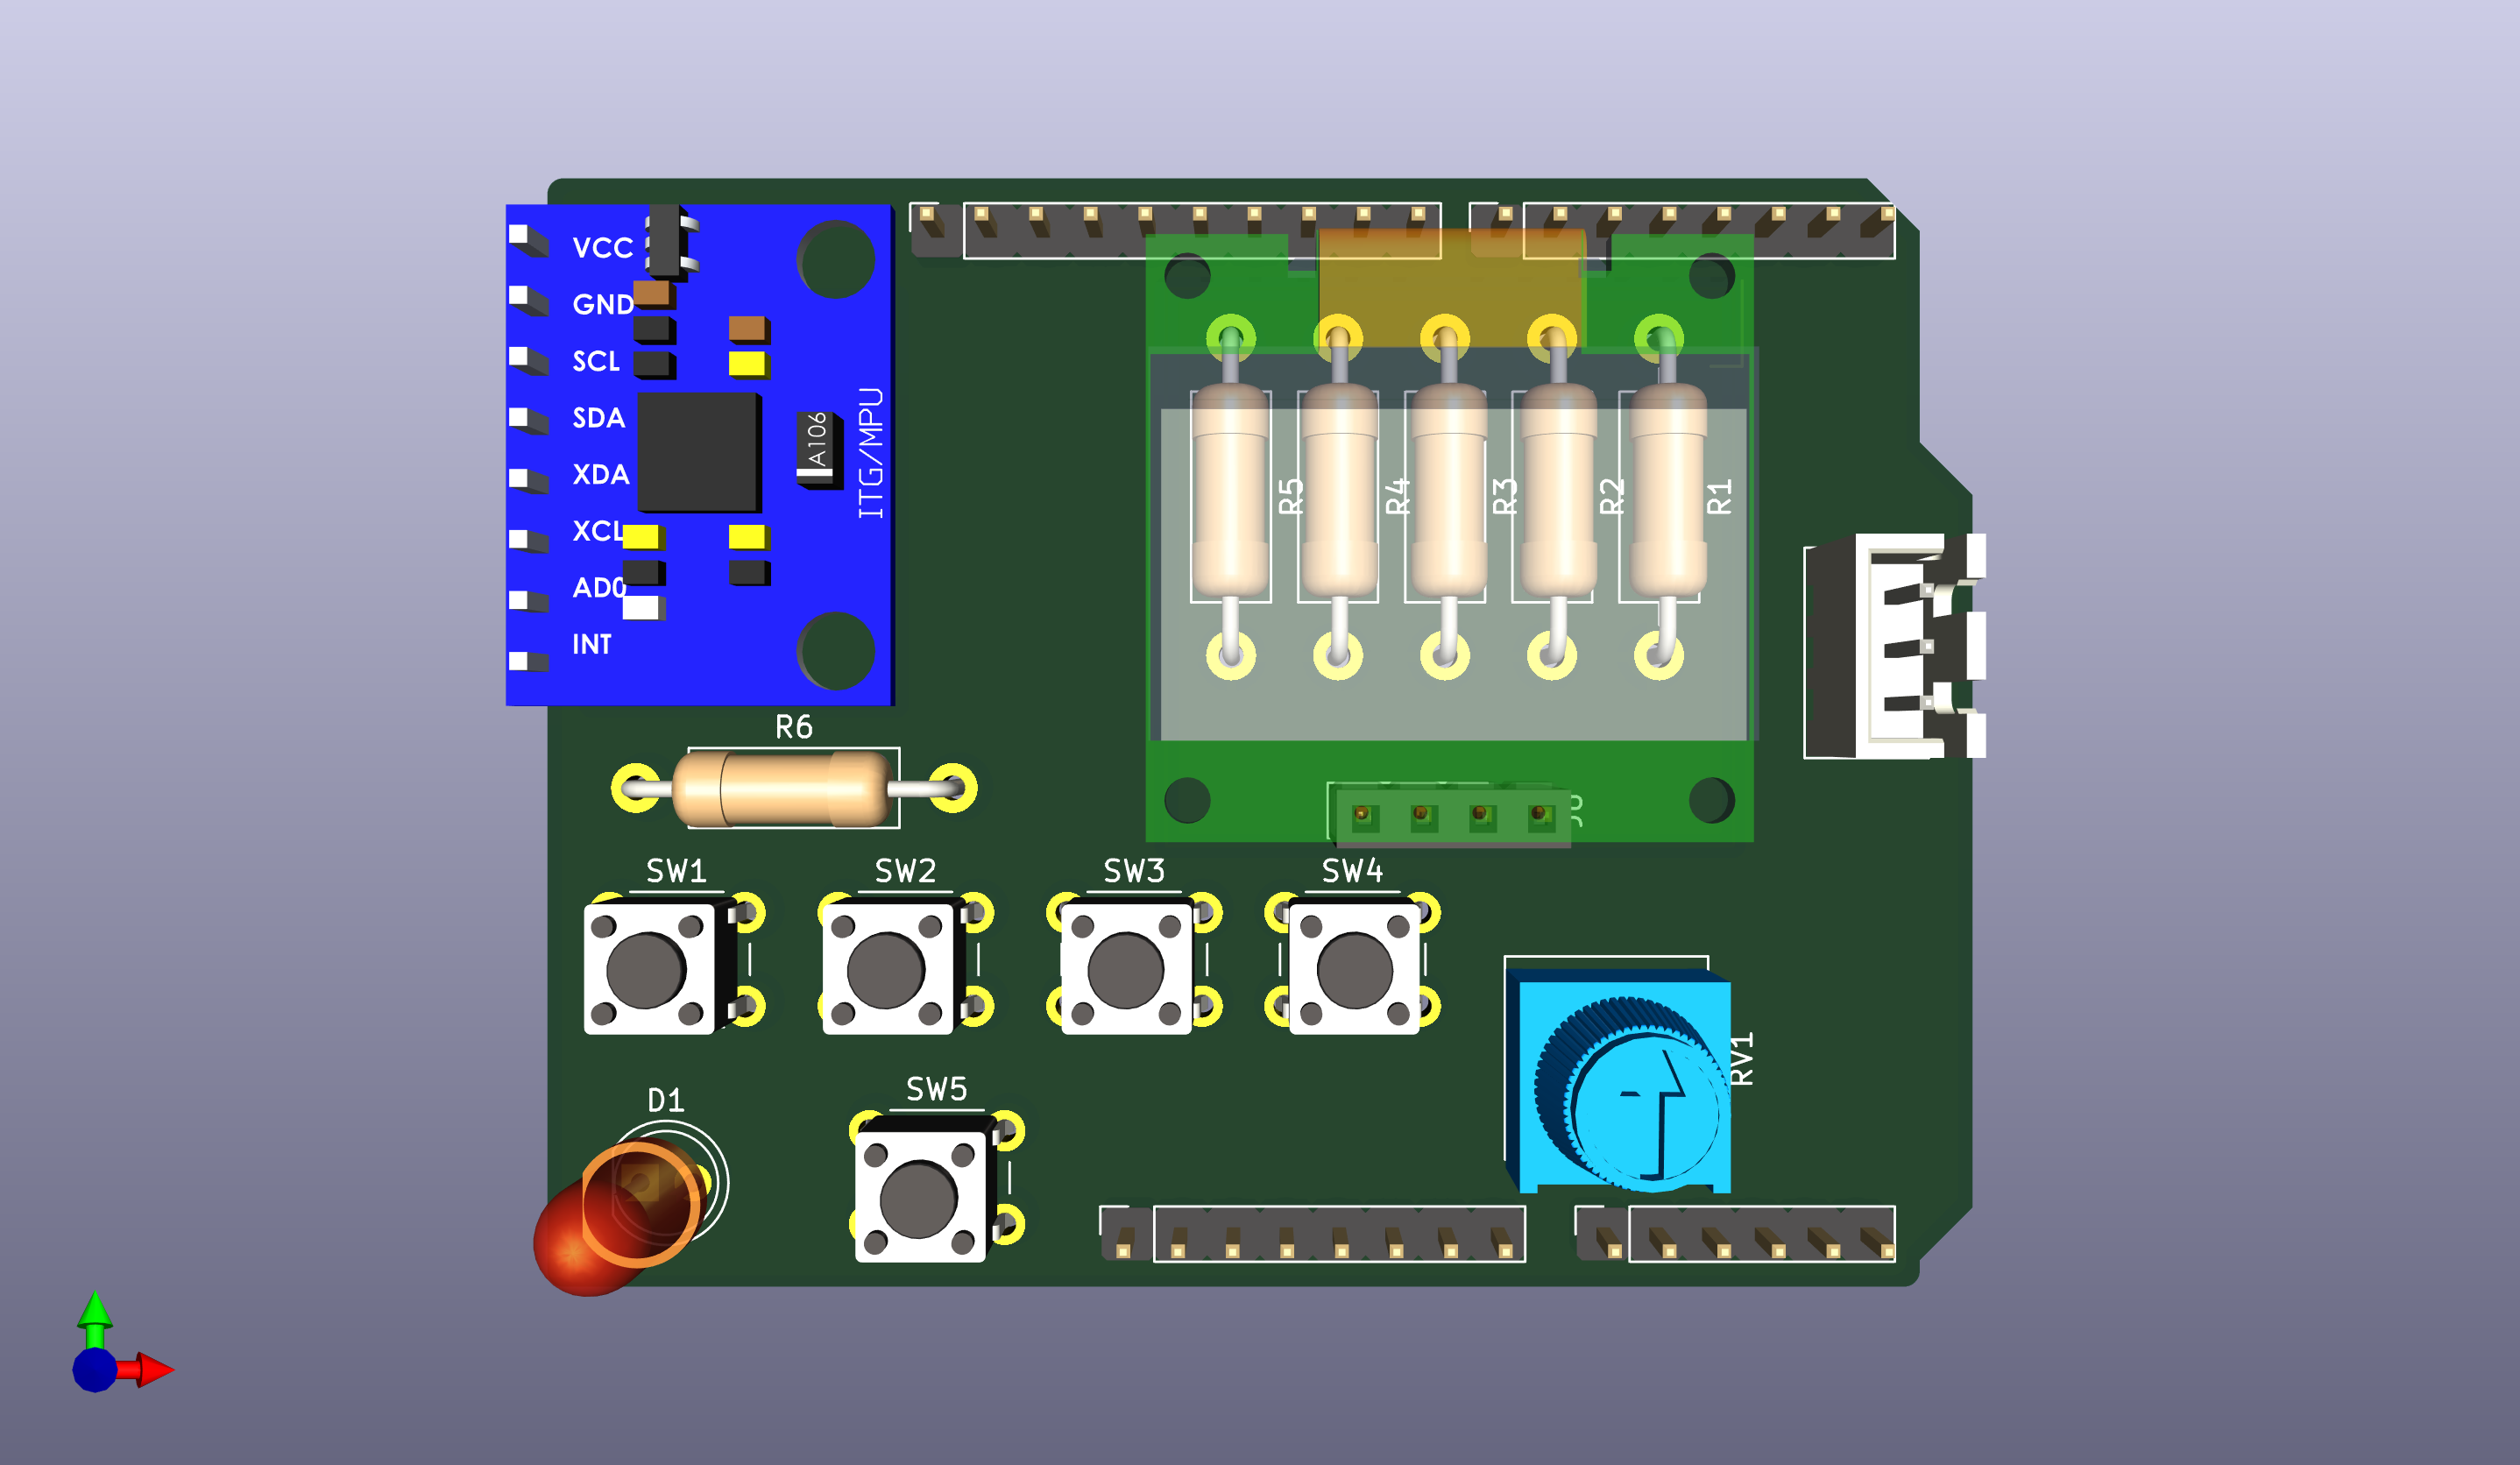 VCC
GND
SCL
SDA
XDA
XCL
AD0
INT
A106
ITG/MPU
R5
R4
R3
R2
R1
R6
SW1
SW2
SW3
SW4
RV1
D1
SW5